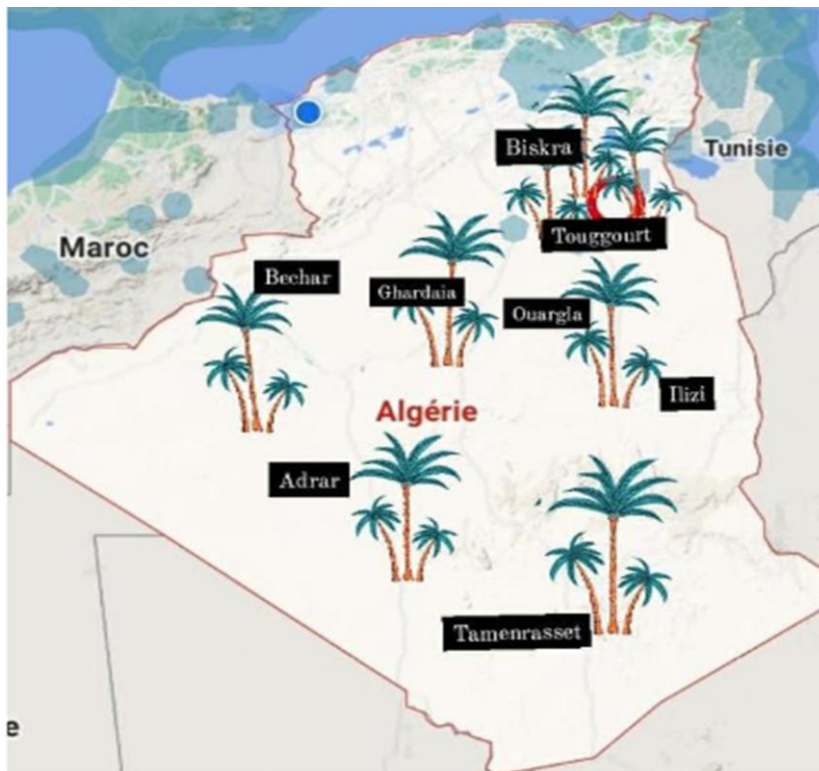 Biskra
Tunisie
Touggourt
Maroc
Bechar
Ghardaia
Ouargla
Algérie
Ilizi
Adrar
Tamenrasset
e